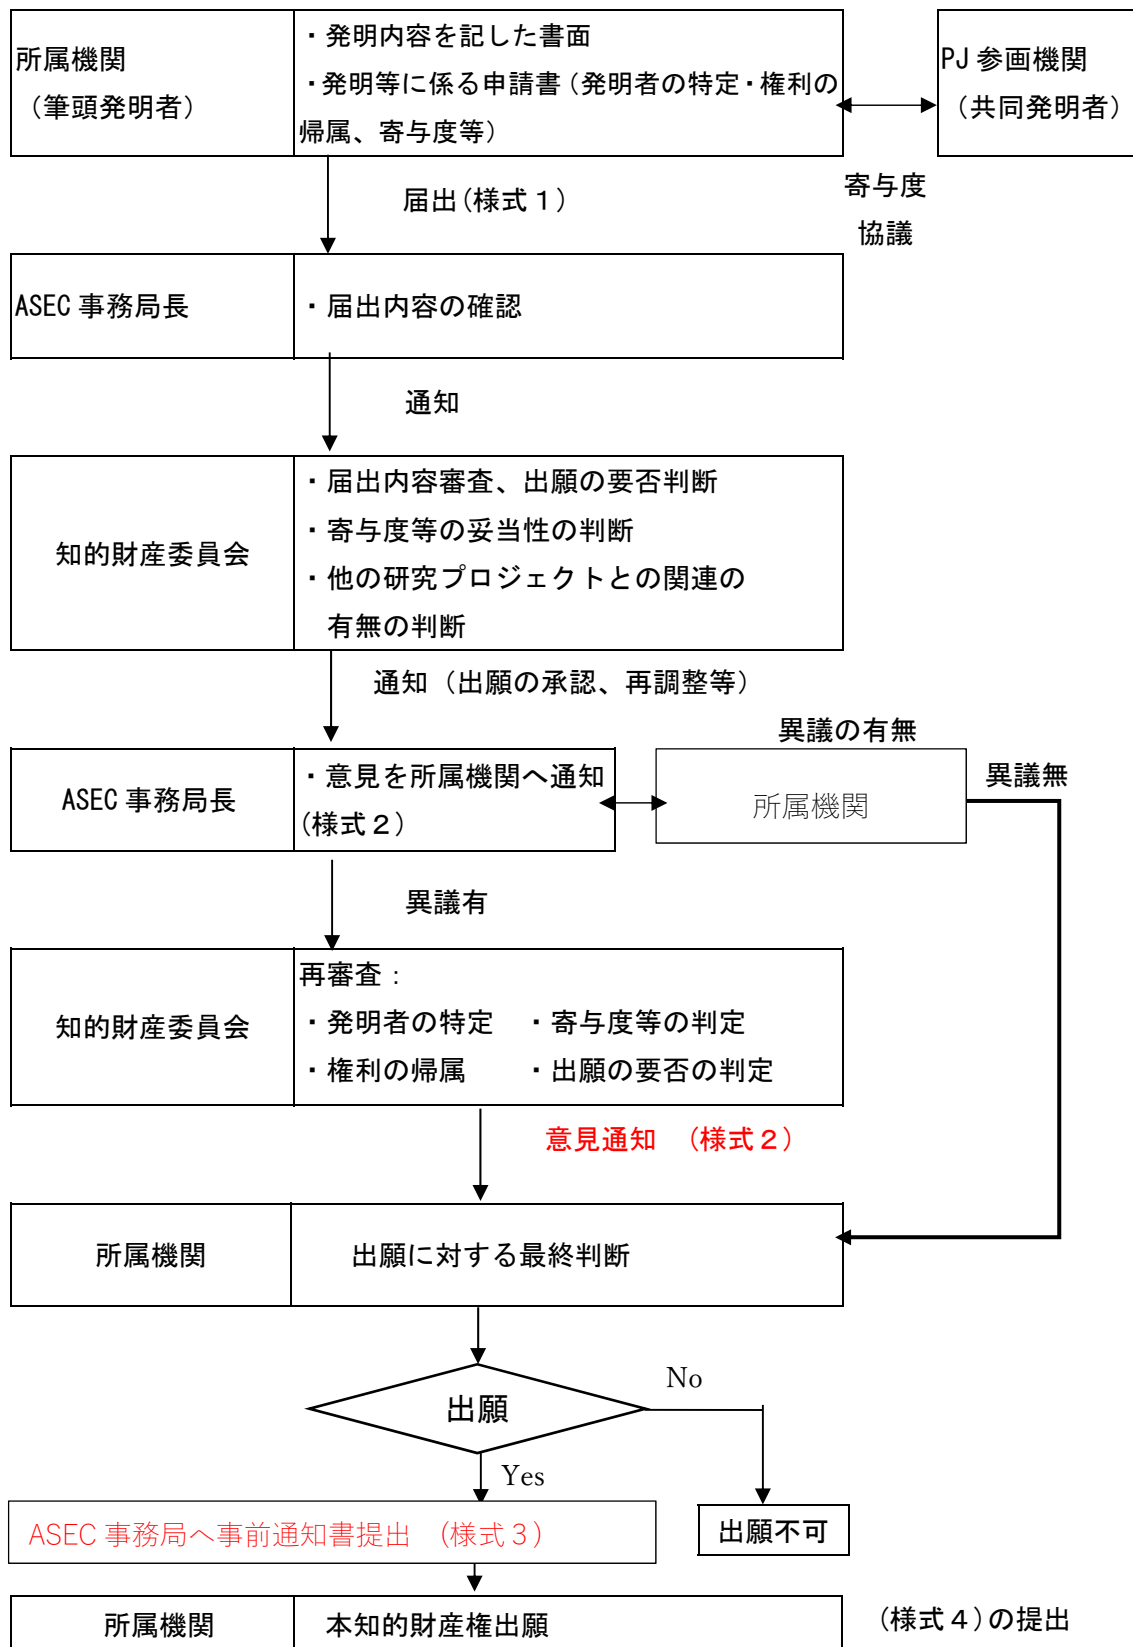 所属機関
（筆頭発明者）
・発明内容を記した書面
・発明等に係る申請書（発明者の特定・権利の
帰属、寄与度等）
PJ 参画機関
（共同発明者）
届出（様式１）
寄与度
協議
ASEC 事務局長
・届出内容の確認
通知
知的財産委員会
・届出内容審査、出願の要否判断
・寄与度等の妥当性の判断
・他の研究プロジェクトとの関連の
有無の判断
通知（出願の承認、再調整等）
異議の有無
ASEC 事務局長
・意見を所属機関へ通知
（様式２）
所属機関
異議無
異議有
知的財産委員会
再審査：
・発明者の特定　・寄与度等の判定
・権利の帰属　・出願の要否の判定
意見通知　（様式２）
所属機関
出願に対する最終判断
出願
No
Yes
ASEC 事務局へ事前通知書提出　（様式３）
出願不可
所属機関
本知的財産権出願
（様式４）の提出